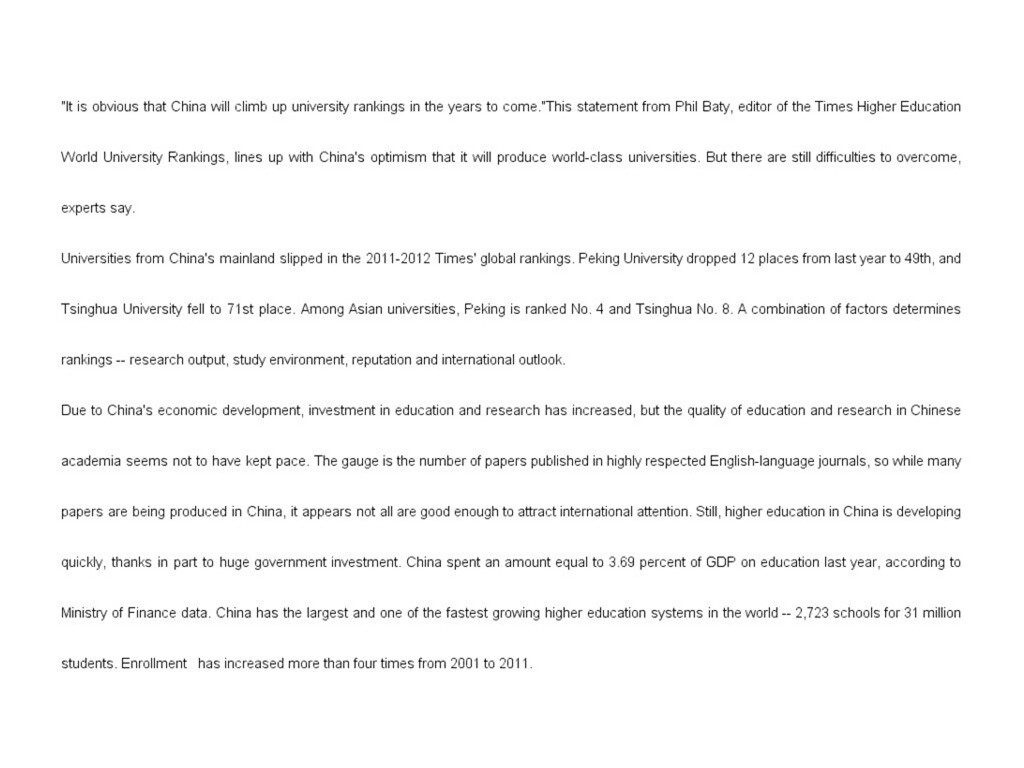 "It is obvious that China will climb up university rankings in the years to come."This statement from Phil Baty, editor of the Times Higher Education
World University Rankings, lines up with China's optimism that it will produce world-class universities. But there are still difficulties to overcome,
experts say.
Universities from China's mainland slipped in the 2011-2012 Times' global rankings. Peking University dropped 12 places from last year to 49th, and
Tsinghua University fell to 71st place. Among Asian universities, Peking is ranked No. 4 and Tsinghua No. 8. A combination of factors determines
rankings -- research output, study environment, reputation and international outlook.
Due to China's economic development, investment in education and research has increased, but the quality of education and research in Chinese
academia seems not to have kept pace. The gauge is the number of papers published in highly respected English-language journals, so while many
papers are being produced in China, it appears not all are good enough to attract international attention. Still, higher education in China is developing
quickly, thanks in part to huge government investment. China spent an amount equal to 3.69 percent of GDP on education last year, according to
Ministry of Finance data. China has the largest and one of the fastest growing higher education systems in the world -- 2,723 schools for 31 million
students. Enrollment has increased more than four times from 2001 to 2011.